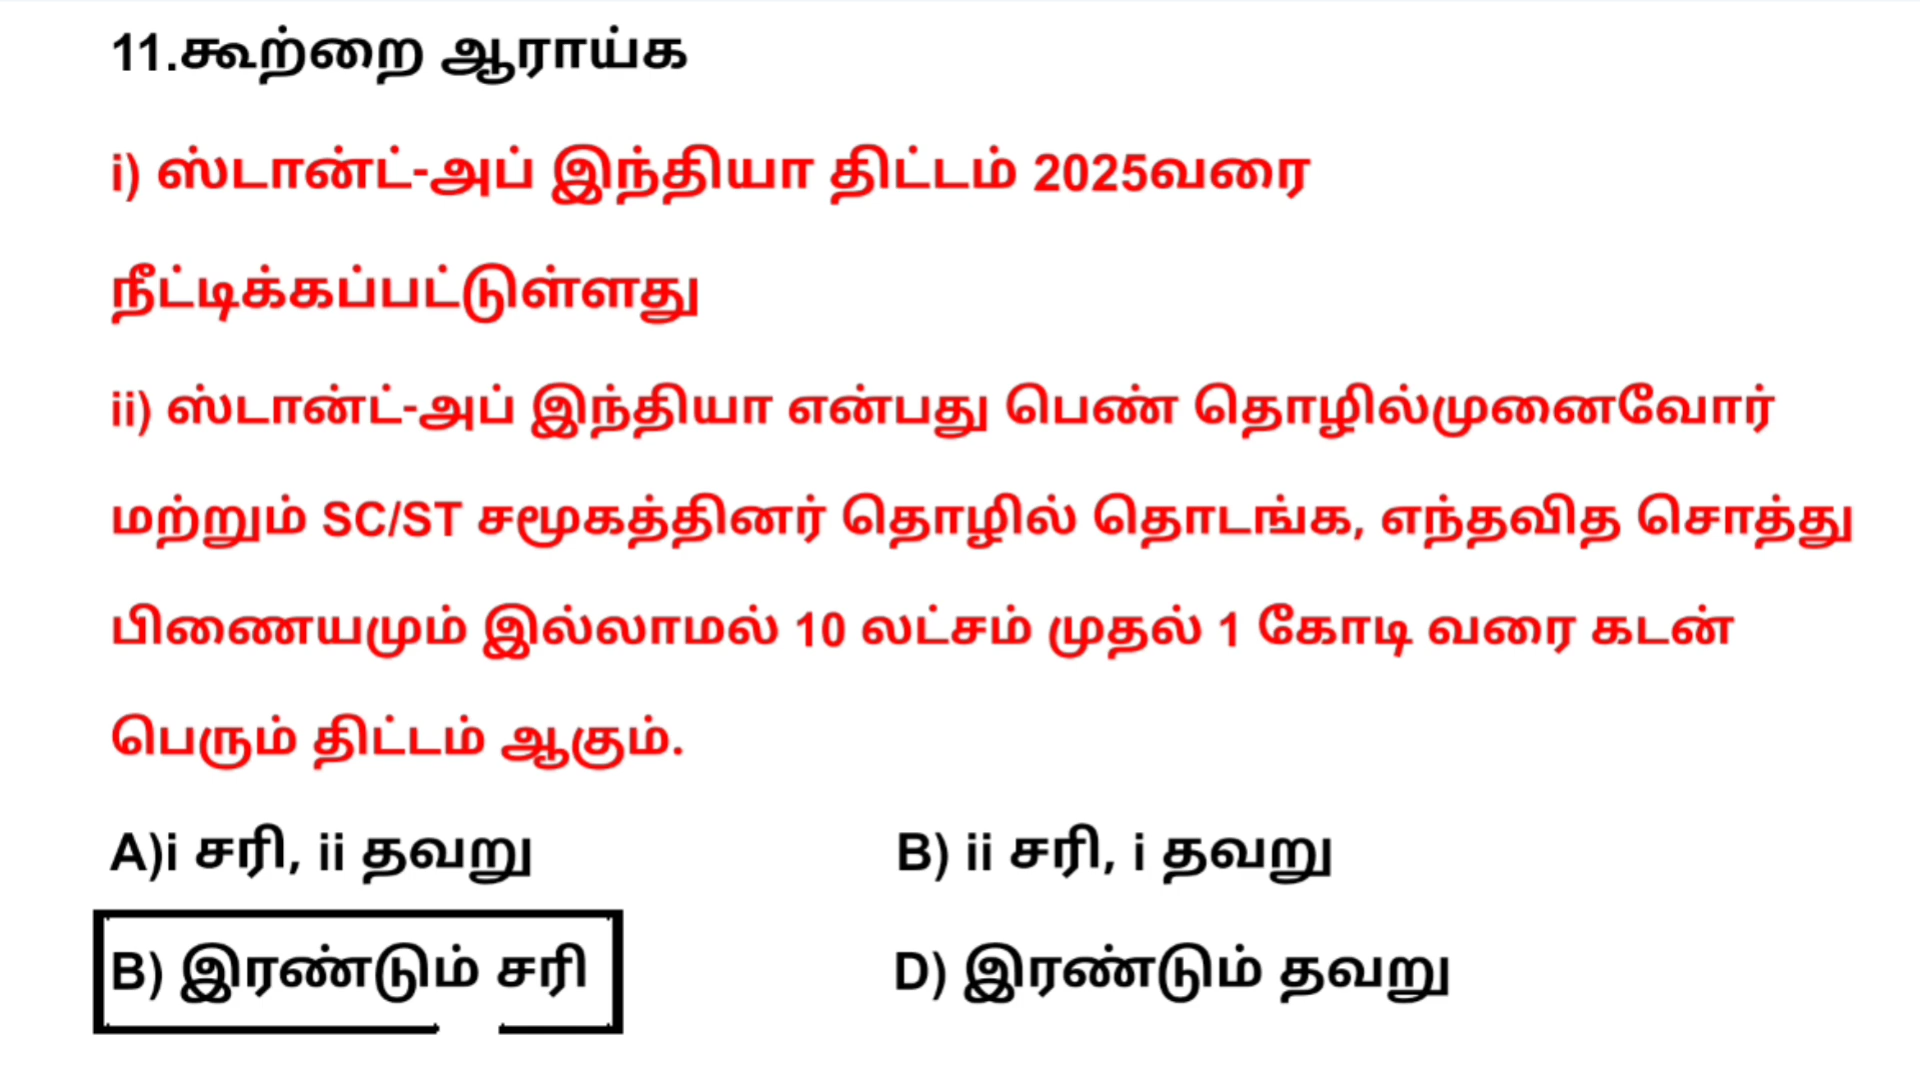 11.கூற்றை ஆராய்க
i) ஸ்டான்ட்-அப் இந்தியா திட்டம் 2025வரை
நீட்டிக்கப்பட்டுள்ளது
ii) ஸ்டான்ட்-அப் இந்தியா என்பது பெண் தொழில்முனைவோர்
மற்றும் SC/ST சமூகத்தினர் தொழில் தொடங்க, எந்தவித சொத்து
பிணையமும் இல்லாமல் 10 லட்சம் முதல் 1 கோடி வரை கடன்
பெரும் திட்டம் ஆகும்.
A)i சரி, ii தவறு B) ii சரி, i தவறு
B) இரண்டும் சரி D) இரண்டும் தவறு